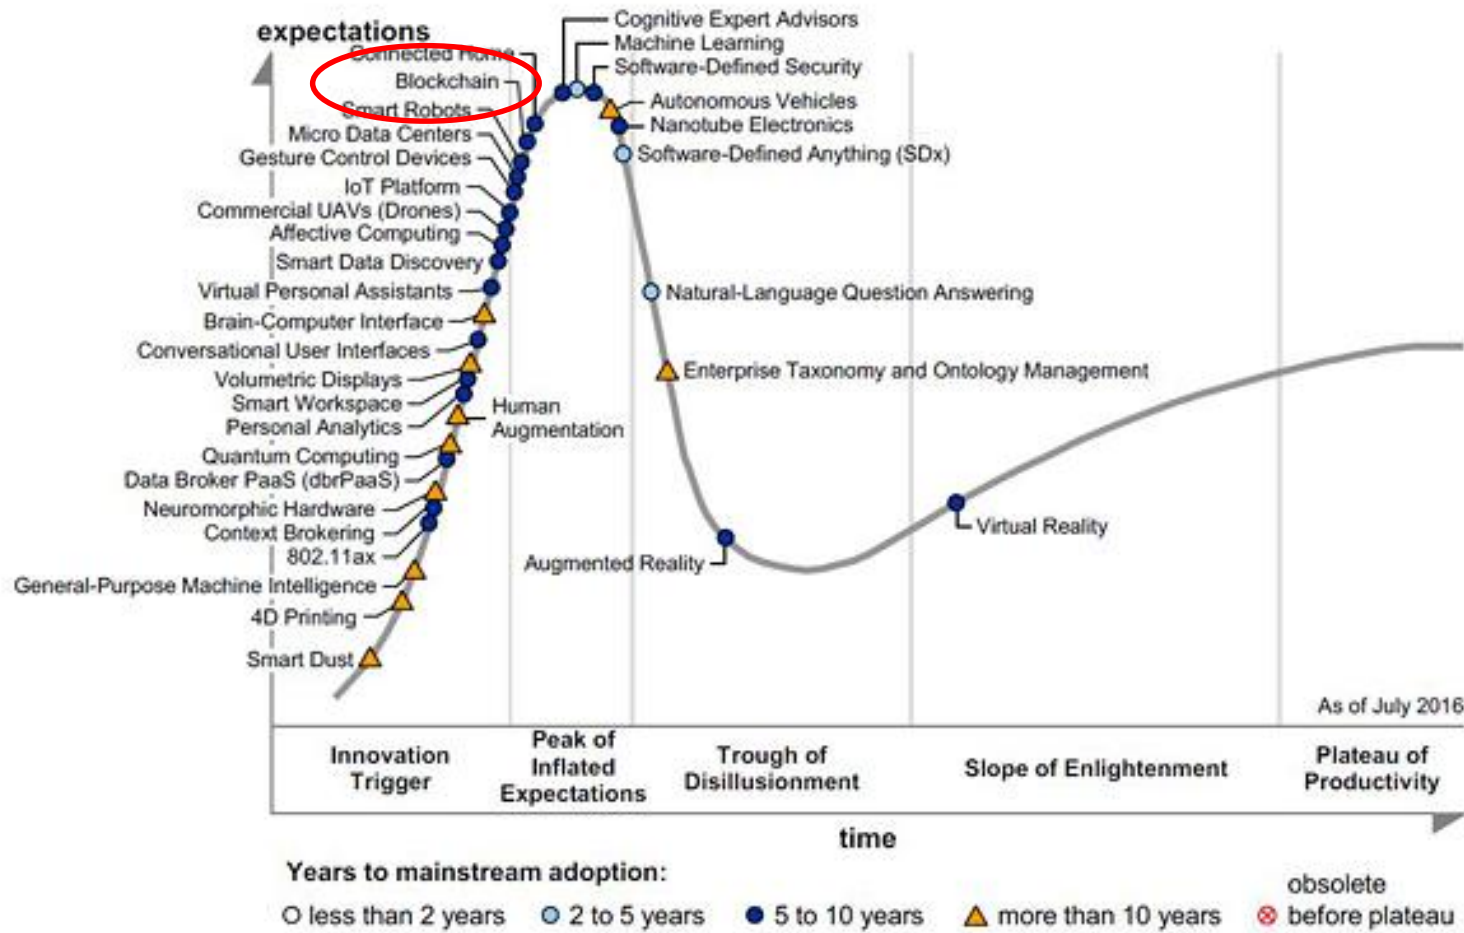 expectations
Connected Home
Blockchain
Smart Robots
Micro Data Centers
Gesture Control Devices
IoT Platform
Commercial UAVs (Drones)
Affective Computing
Smart Data Discovery
Virtual Personal Assistants
Brain-Computer Interface
Conversational User Interfaces
Volumetric Displays
Smart Workspace
Personal Analytics
Quantum Computing
Data Broker PaaS (dbrPaaS)
Neuromorphic Hardware
Context Brokering
802.11ax
General-Purpose Machine Intelligence
4D Printing
Smart Dust
Human
Augmentation
Cognitive Expert Advisors
Machine Learning
Software-Defined Security
Autonomous Vehicles
Nanotube Electronics
Software-Defined Anything (SDx)
Natural-Language Question Answering
Enterprise Taxonomy and Ontology Management
Augmented Reality
Virtual Reality
As of July 2016
Innovation
Trigger
Peak of
Inflated
Expectations
Trough of
Disillusionment
Slope of Enlightenment
Plateau of
Productivity
time
Years to mainstream adoption:
less than 2 years
2 to 5 years
5 to 10 years
more than 10 years
obsolete
before plateau